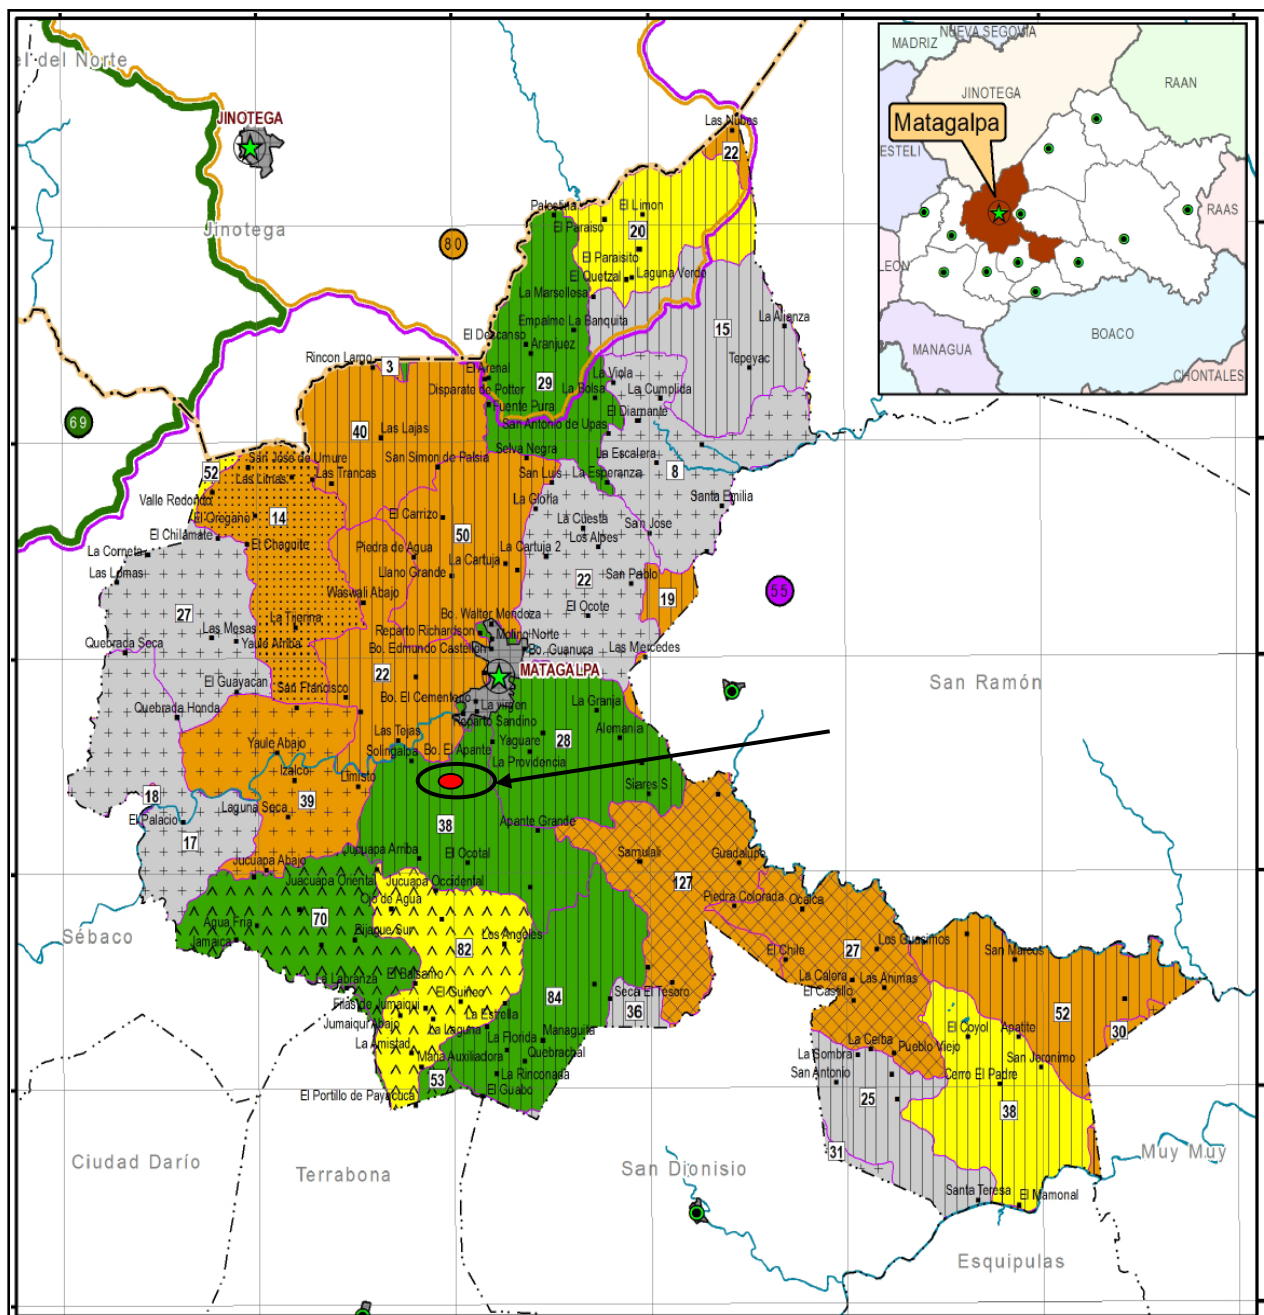 el del Norte
JINOTEGA
Jinotega
80
69
55
MADRIZ
NUEVA SEGOVIA
JINOTEGA
RAAN
Matagalpa
ESTELI
RAAS
LEON
MANAGUA
BOACO
CHONTALES
Las Nubes
22
Palestina
El Limon
El Paraiso
20
El Paraisito
El Quetzal
Laguna Verde
La Marsellesa
Empalme La Banquita
15
La Alianza
El Descanso
Aranjuez
Tepeyac
Rincon Largo
3
El Arenal
29
La Viola
Disparate de Potter
La Bolsa
La Cumplida
Fuente Pura
El Diamante
40
Las Lajas
San Antonio de Upas
Selva Negra
La Escalera
San Jose de Umure
San Simon de Palsia
52
Las Limas
Las Trancas
San Luis
La Esperanza
8
Valle Redondo
La Gloria
Santa Emilia
El Oregano
14
El Carrizo
La Cuesta
San Jose
El Chilamate
El Chaguite
50
Los Alpes
La Corneta
Piedra de Agua
La Cartuja 2
La Cartuja
Las Lomas
Llano Grande
22
San Pablo
Waswali Abajo
19
27
La Trierina
Bo. Walter Mendoza
El Ocote
Las Mesas
Reparto Richardson
Molino Norte
Quebrada Seca
Yaule Arriba
Bo. Edmundo Castellon
Bo. Guanuca
Las Mercedes
22
MATAGALPA
San Ramón
El Guayacan
San Francisco
Bo. El Cementerio
La virgen
La Granja
Quebrada Honda
Reparto Sandino
Las Tejas
Yaguare
28
Alemania
Yaule Abajo
Solingalpa
Bo. El Apante
La Providencia
Izalco
Limisto
Siares S.
18
39
Laguna Seca
El Palacio
38
Apante Grande
17
Jucuapa Arriba
El Ocotal
Samulali
Guadalupe
Jucuapa Abajo
Juacuapa Oriental
Jucuapa Occidental
127
Ojo de Agua
Piedra Colorada
Ocalca
70
Agua Fria
Sébaco
Jamaica
Bijague Sur
82
Los Angeles
27
Los Guasimos
San Marcos
El Chile
La Labranza
El Balsamo
La Calora
Las Animas
El Guineo
84
Seca El Tesoro
El Castillo
Filas de Jumaiqui
La Estrella
36
52
Jumaiqui Abajo
La Laguna
Managuita
El Coyol
Apatite
30
La Florida
La Ceiba
La Amistad
Maria Auxiliadora
Quebrachal
La Sombra
Pueblo Viejo
San Jeronimo
53
La Rinconada
San Antonio
Cerro El Padre
El Portillo de Payacuca
El Guabo
25
38
31
Muy Muy
Ciudad Darío
Terrabona
San Dionisio
Santa Teresa
El Mamonal
Esquipulas